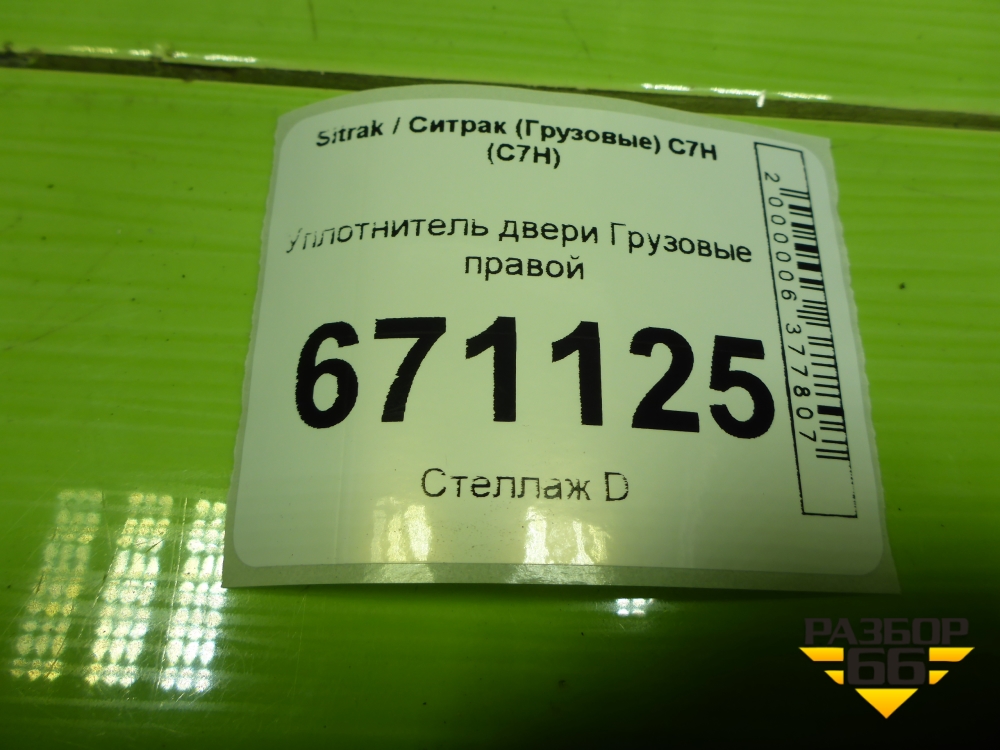 Sitrak / Ситрак (Грузовые) C7H
(C7H)
Уплотнитель двери Грузовые
правой
671125
Стеллаж D
2000006377807
РАЗБОР
66